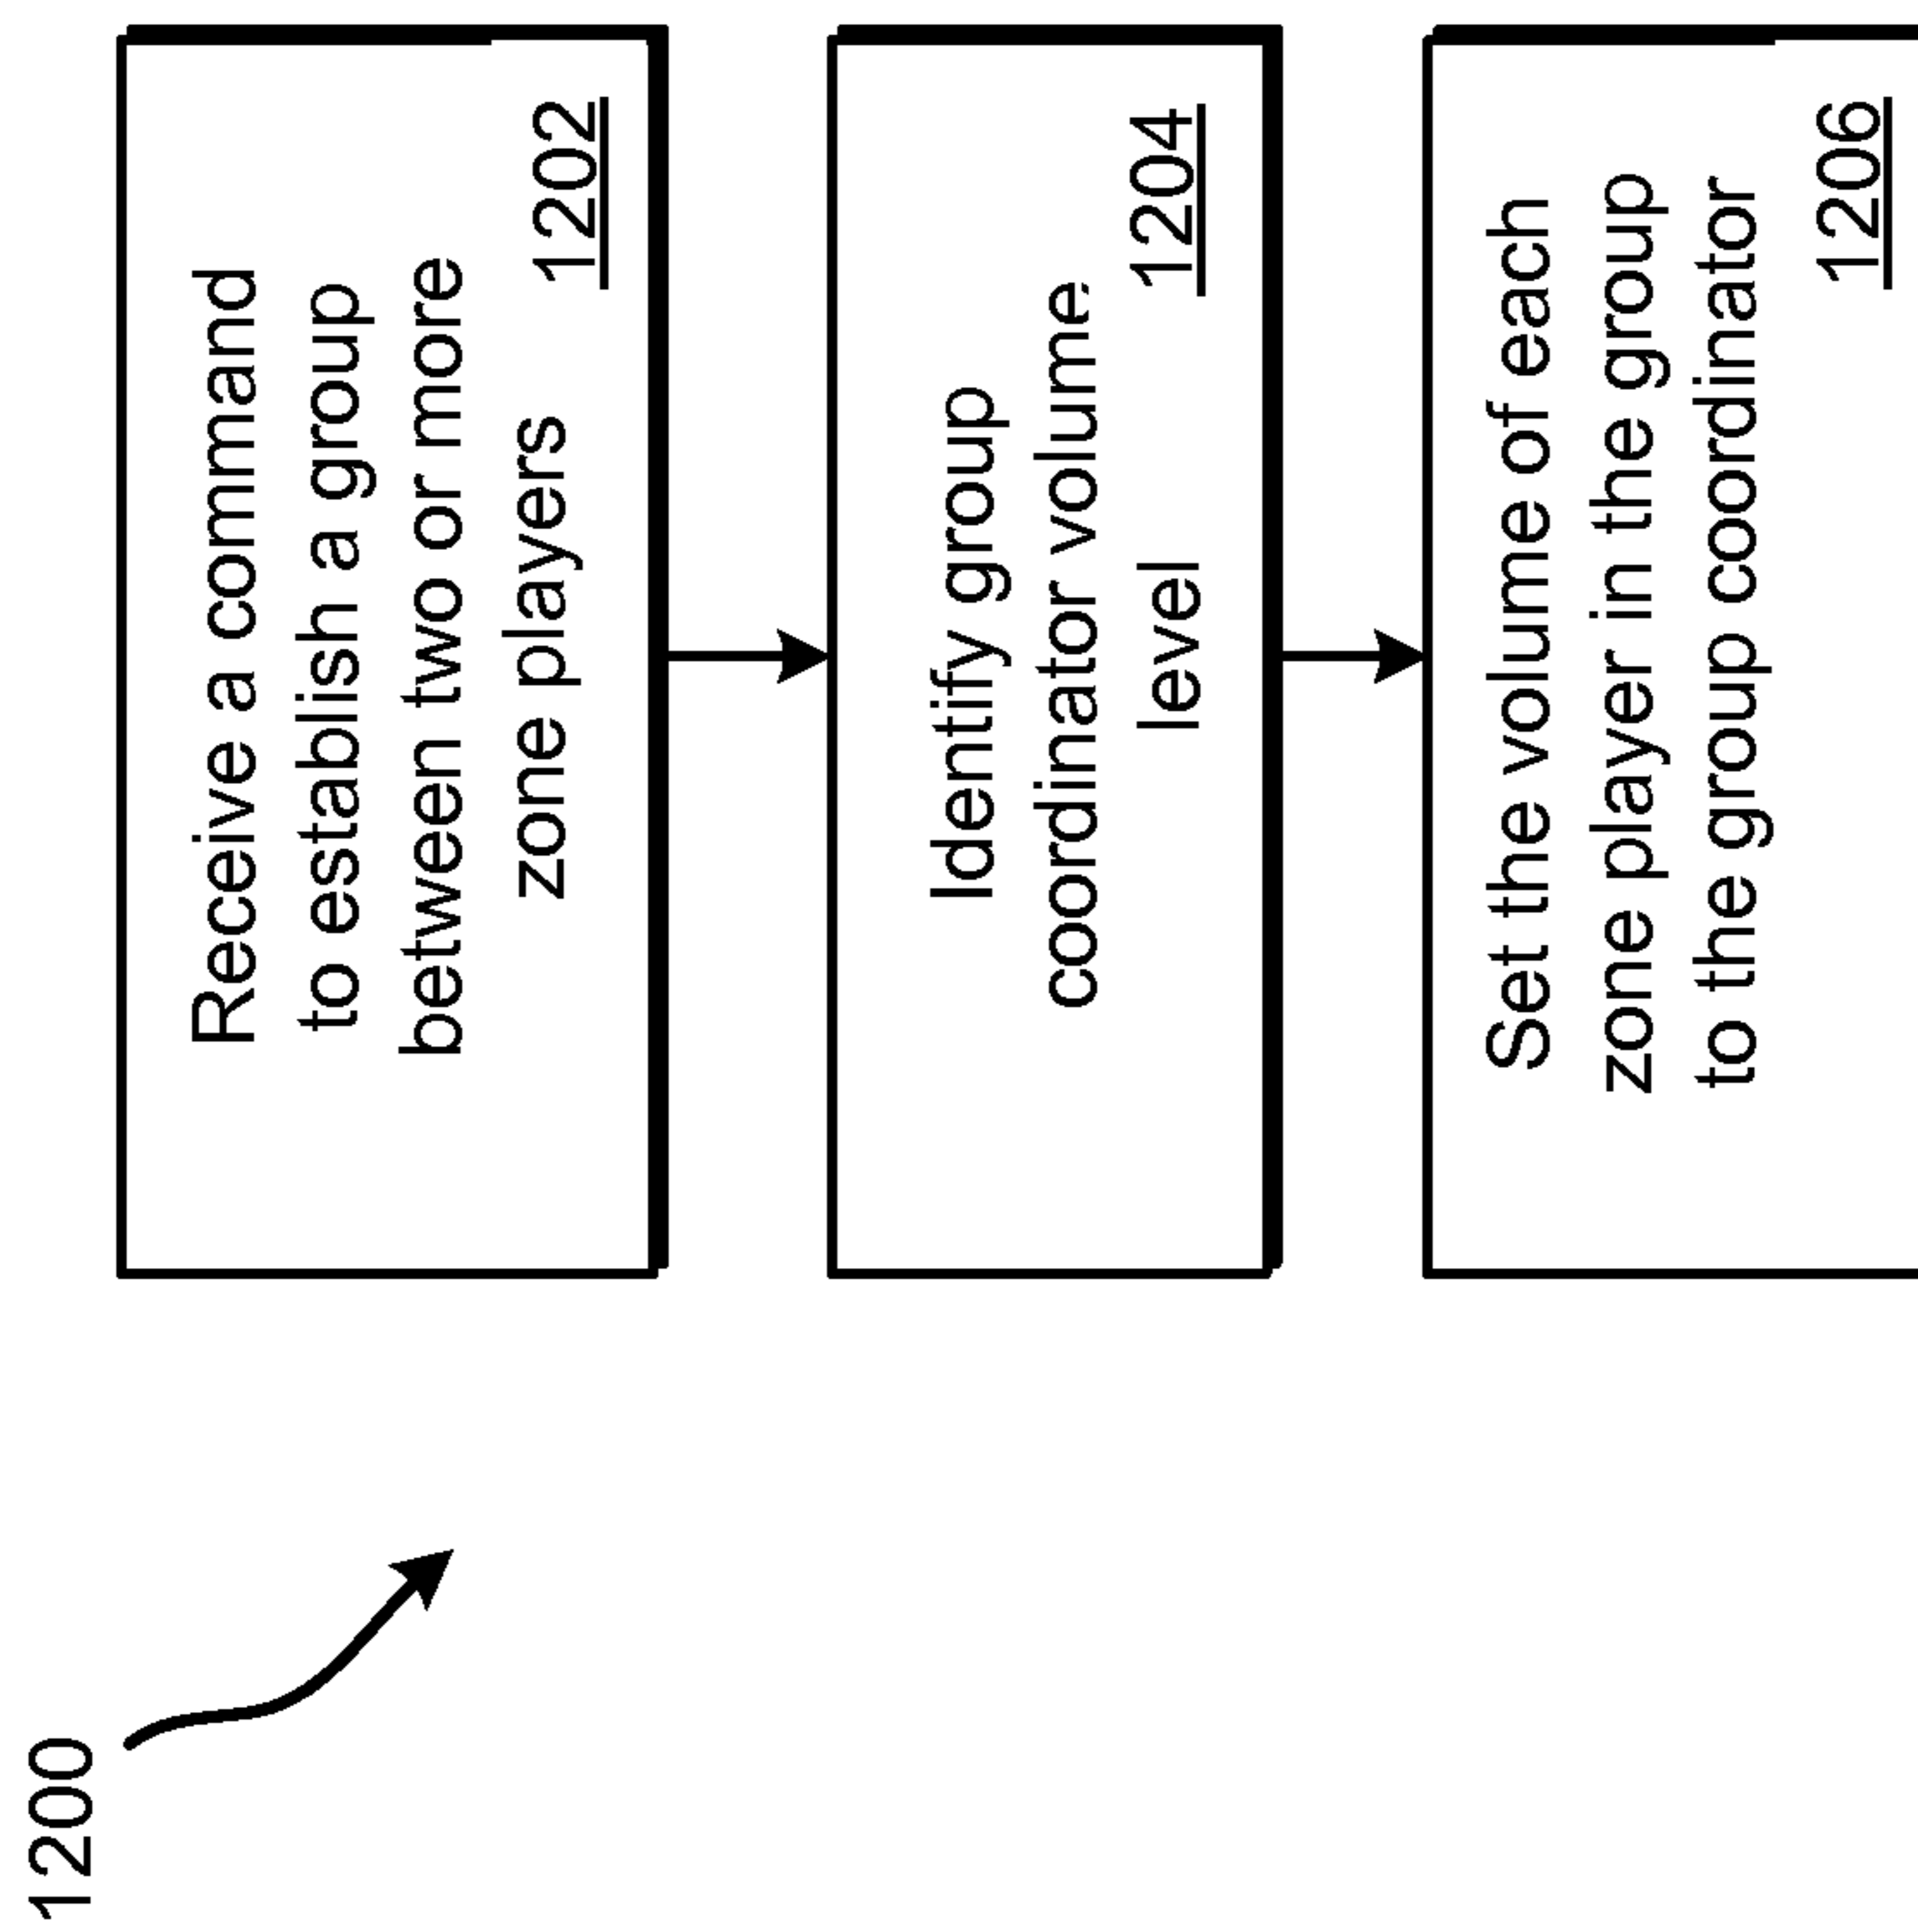 1200
Receive a command
to establish a group
between two or more
zone players
1202
Identify group
coordinator volume
level
1204
Set the volume of each
zone player in the group
to the group coordinator
1206